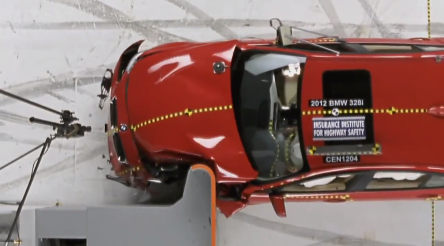 2012 BMW 328i
INSURANCE INSTITUTE
FOR HIGHWAY SAFETY
CEN1204